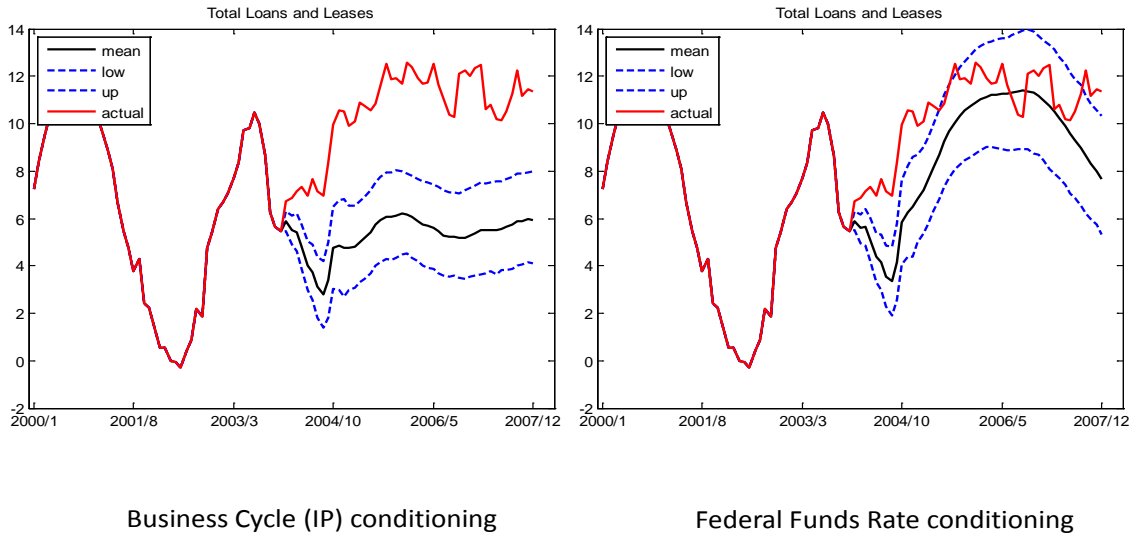 Total Loans and Leases
14
12
10
8
6
4
2
0
-2
mean
low
up
actual
2000/1 2001/8 2003/3 2004/10 2006/5 2007/12
Total Loans and Leases
14
12
10
8
6
4
2
0
-2
mean
low
up
actual
2000/1 2001/8 2003/3 2004/10 2006/5 2007/12
Business Cycle (IP) conditioning
Federal Funds Rate conditioning